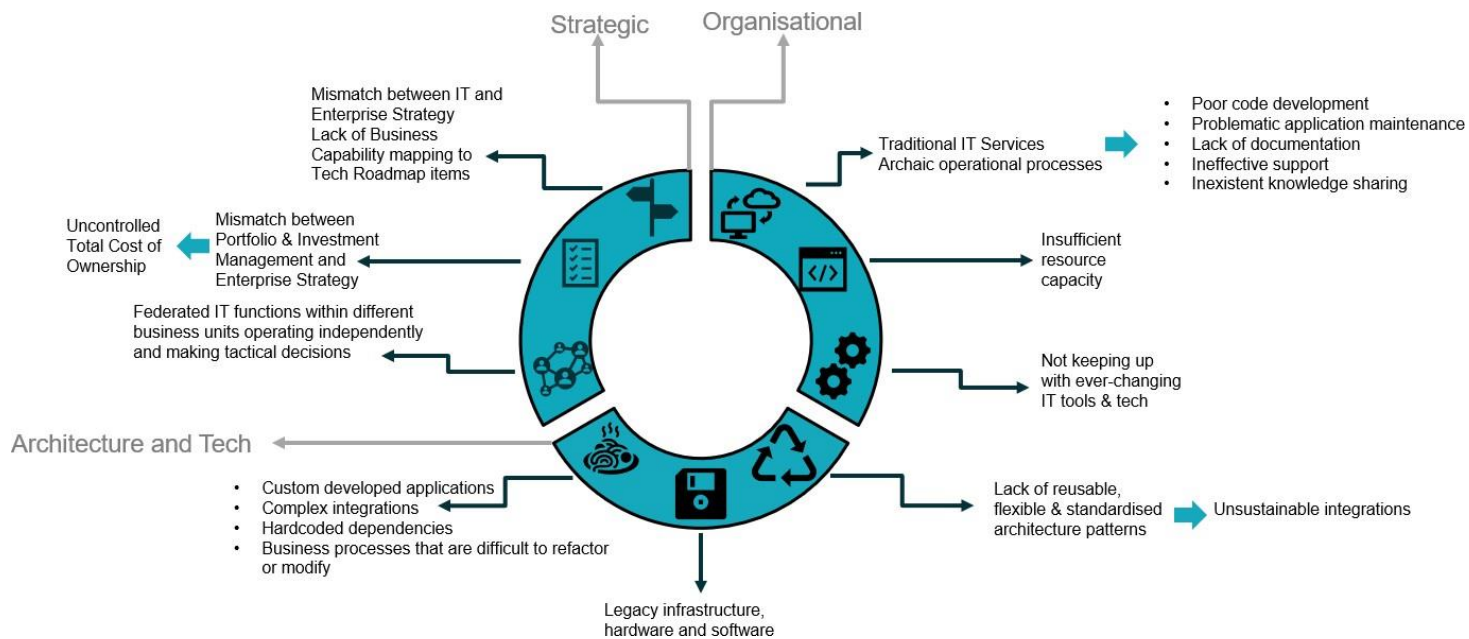 Strategic
Organisational
Mismatch between IT and
Enterprise Strategy
Lack of Business
Capability mapping to
Tech Roadmap items
Traditional IT Services
Archaic operational processes
• Poor code development
• Problematic application maintenance
• Lack of documentation
• Ineffective support
• Inexistent knowledge sharing
Uncontrolled
Total Cost of
Ownership
Mismatch between
Portfolio & Investment
Management and
Enterprise Strategy
Insufficient
resource
capacity
</>
Federated IT functions within different
business units operating independently
and making tactical decisions
Not keeping up
with ever-changing
IT tools & tech
Architecture and Tech
• Custom developed applications
• Complex integrations
• Hardcoded dependencies
• Business processes that are difficult to refactor
or modify
Lack of reusable,
flexible & standardised
architecture patterns
Unsustainable integrations
Legacy infrastructure,
hardware and software